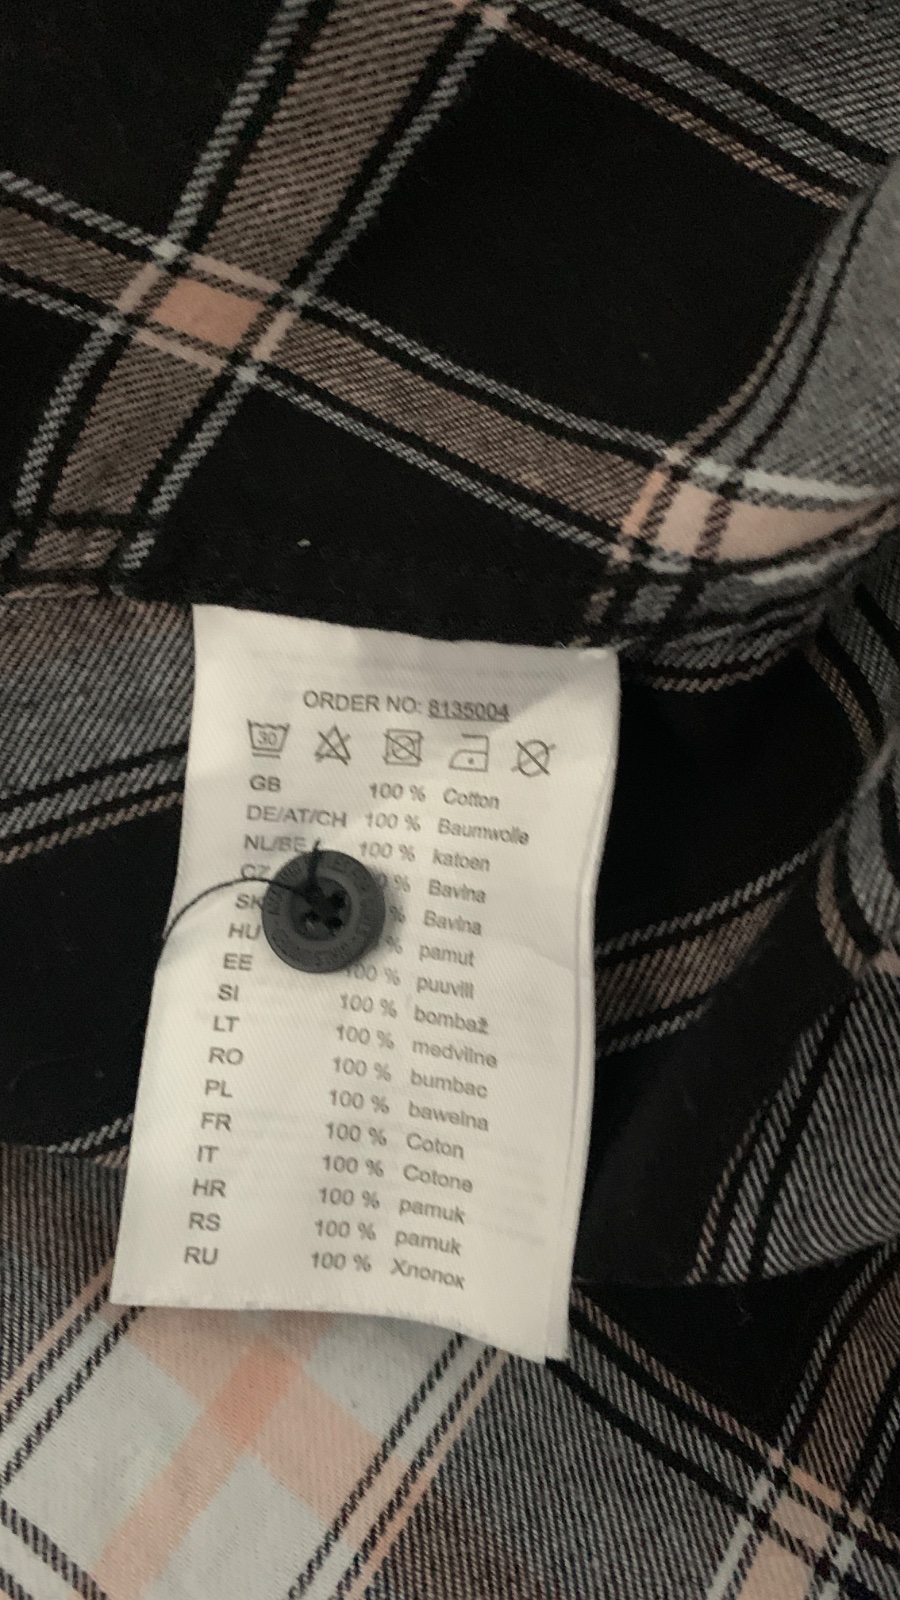 ORDER NO: 8135004
30
GB 100 % Cotton
DE/AT/CH 100 % Baumwolle
NL/BE 100 % katoen
CZ % Bavlna
SK % Bavlna
HU % pamut
EE 100 % puuvill
SI 100 % bombaž
LT 100 % medvilne
RO 100 % bumbac
PL 100 % bawelna
FR 100 % Coton
IT 100 % Cotone
HR 100 % pamuk
RS 100 % pamuk
RU 100 % Хлопок